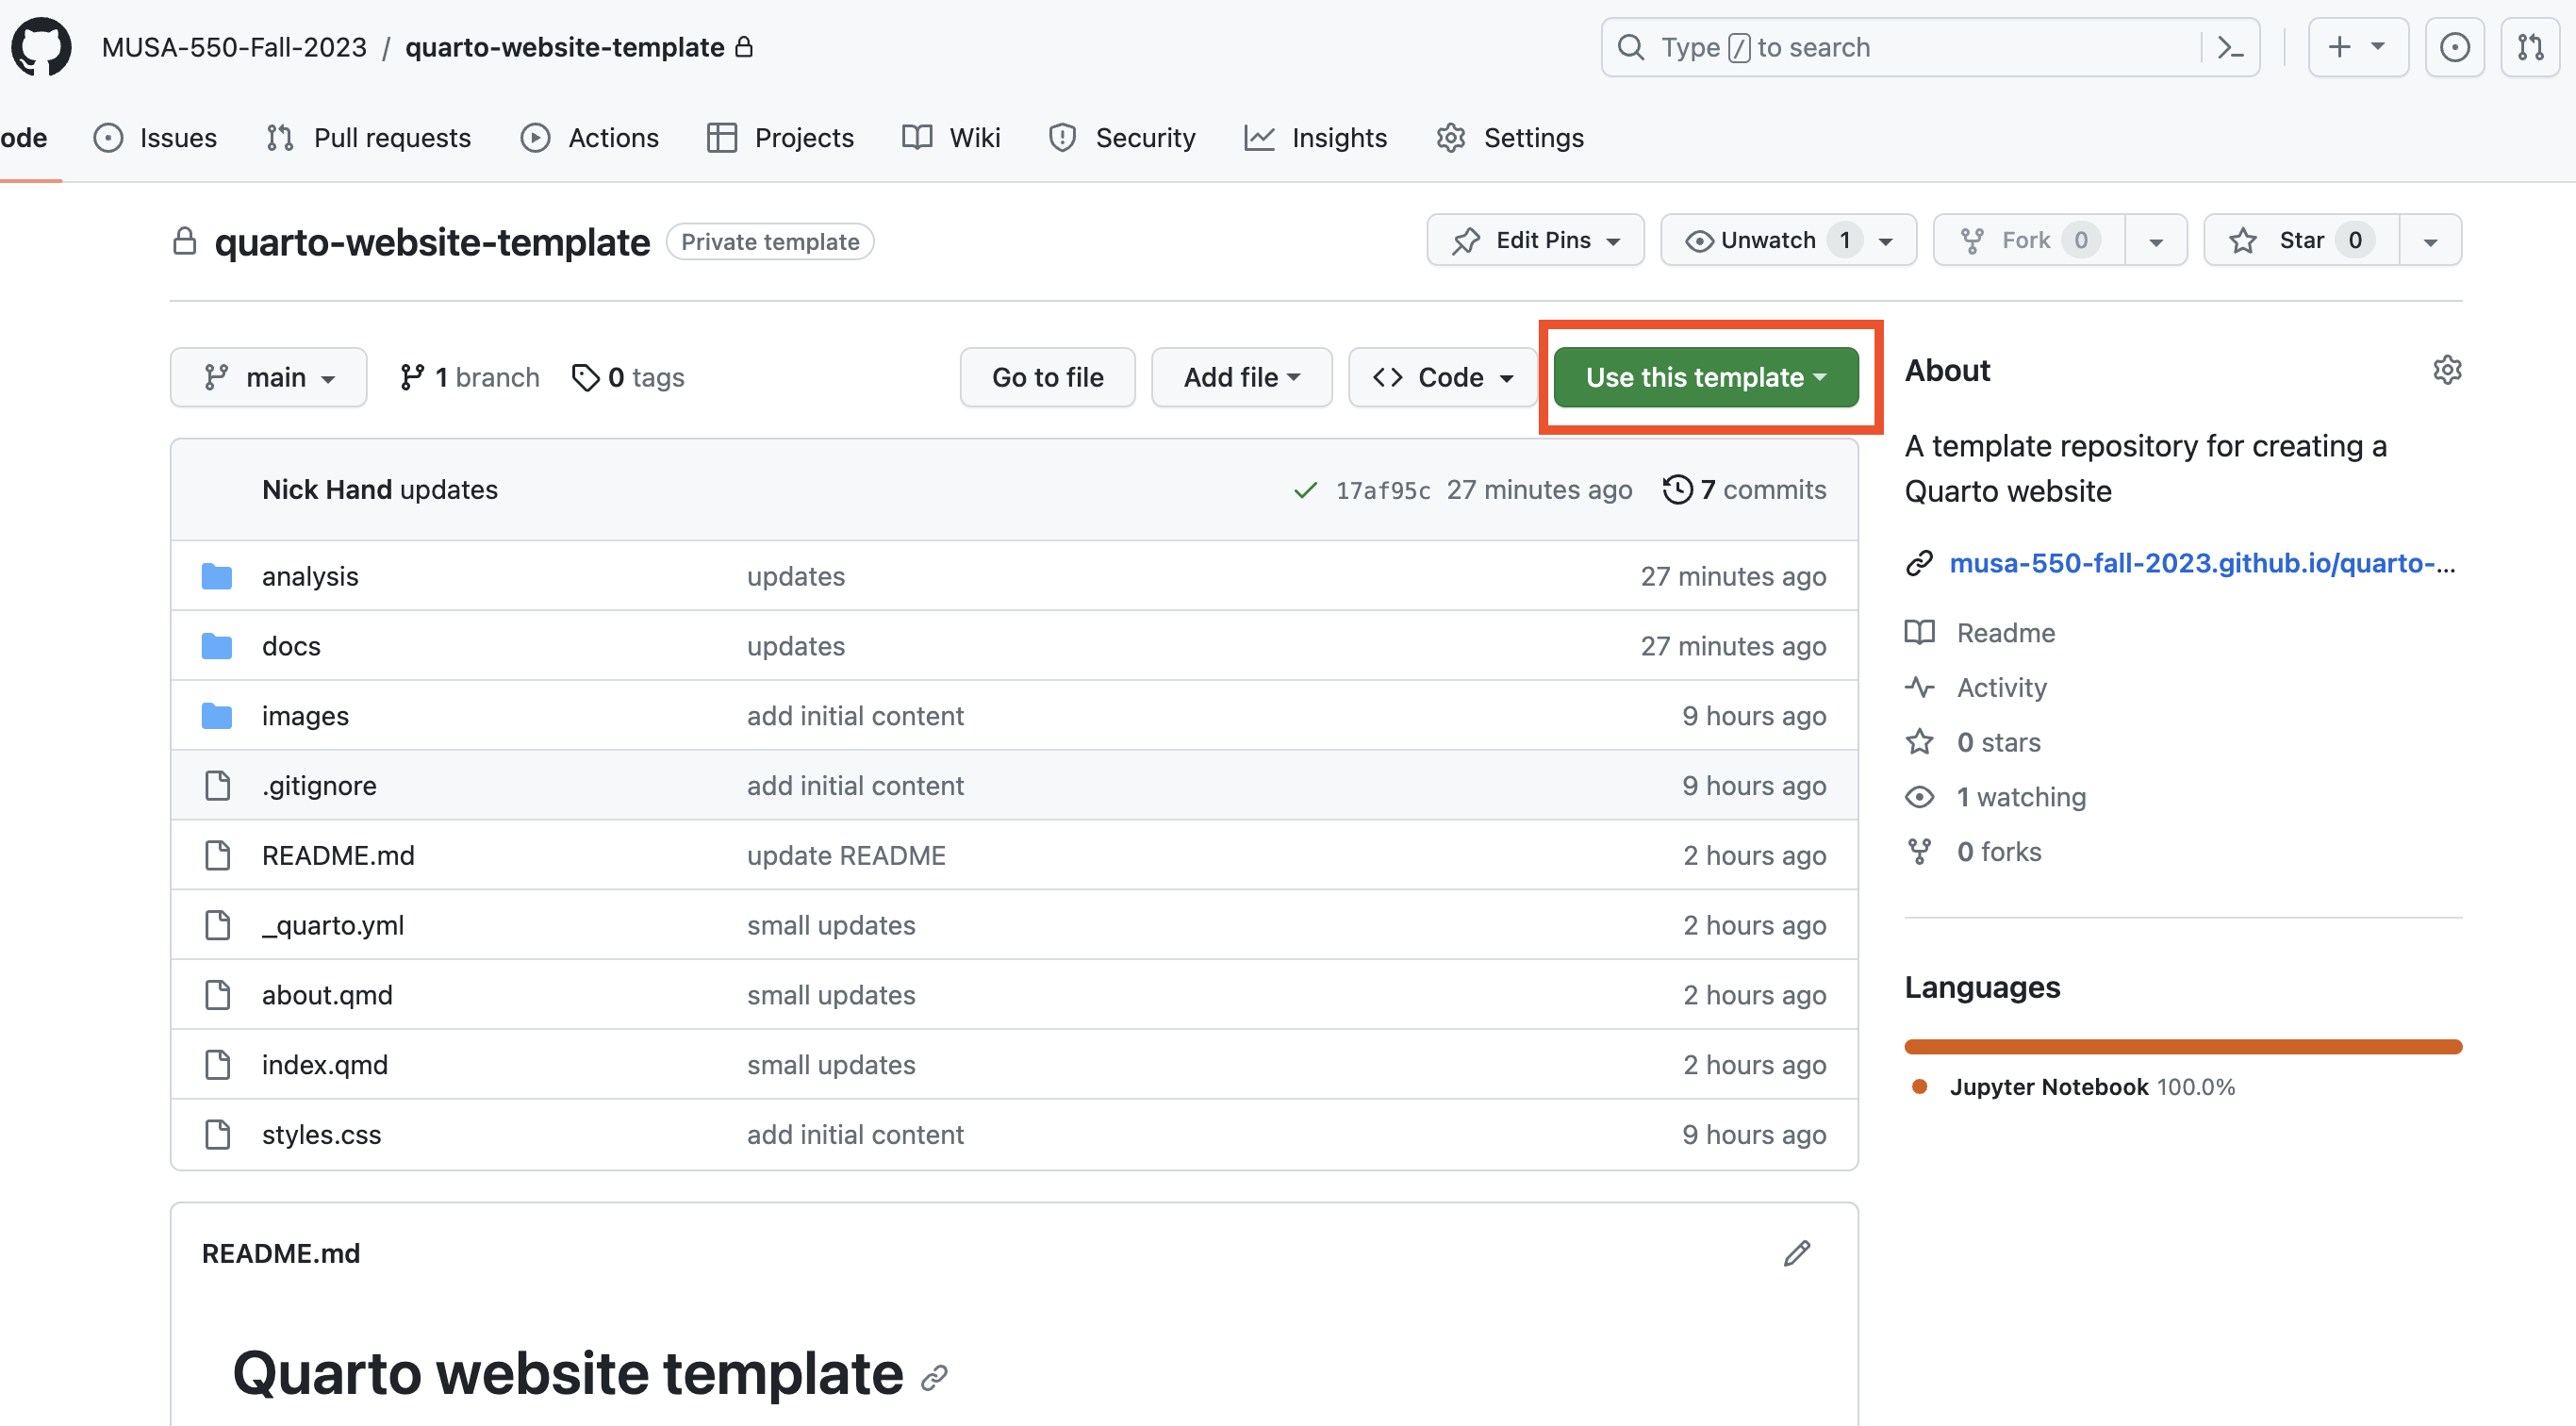 MUSA-550-Fall-2023 / quarto-website-template
Type / to search
ode Issues Pull requests Actions Projects Wiki Security Insights Settings
quarto-website-template Private template
Edit Pins Unwatch 1 Fork 0 Star 0
main 1 branch 0 tags Go to file Add file Code Use this template
Nick Hand updates 17af95c 27 minutes ago 7 commits
analysis updates 27 minutes ago
docs updates 27 minutes ago
images add initial content 9 hours ago
.gitignore add initial content 9 hours ago
README.md update README 2 hours ago
_quarto.yml small updates 2 hours ago
about.qmd small updates 2 hours ago
index.qmd small updates 2 hours ago
styles.css add initial content 9 hours ago
README.md
Quarto website template
About
A template repository for creating a
Quarto website
musa-550-fall-2023.github.io/quarto-...
Readme
Activity
0 stars
1 watching
0 forks
Languages
Jupyter Notebook 100.0%